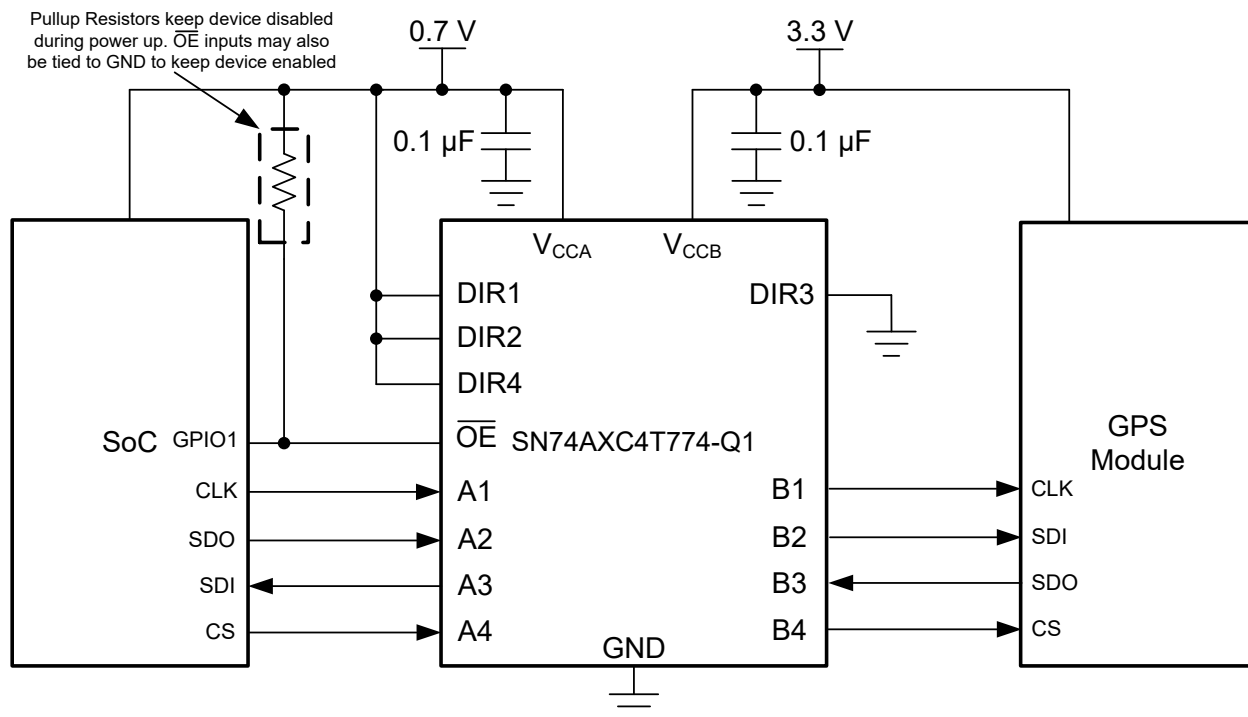 Pullup Resistors keep device disabled
during power up. O̅E̅ inputs may also
be tied to GND to keep device enabled
0.7 V
3.3 V
0.1 µF
0.1 µF
VCCA
VCCB
DIR1
DIR3
DIR2
DIR4
SoC
GPIO1
O̅E̅
SN74AXC4T774-Q1
GPS
Module
CLK
A1
B1
CLK
SDO
A2
B2
SDI
SDI
A3
B3
SDO
CS
A4
B4
CS
GND